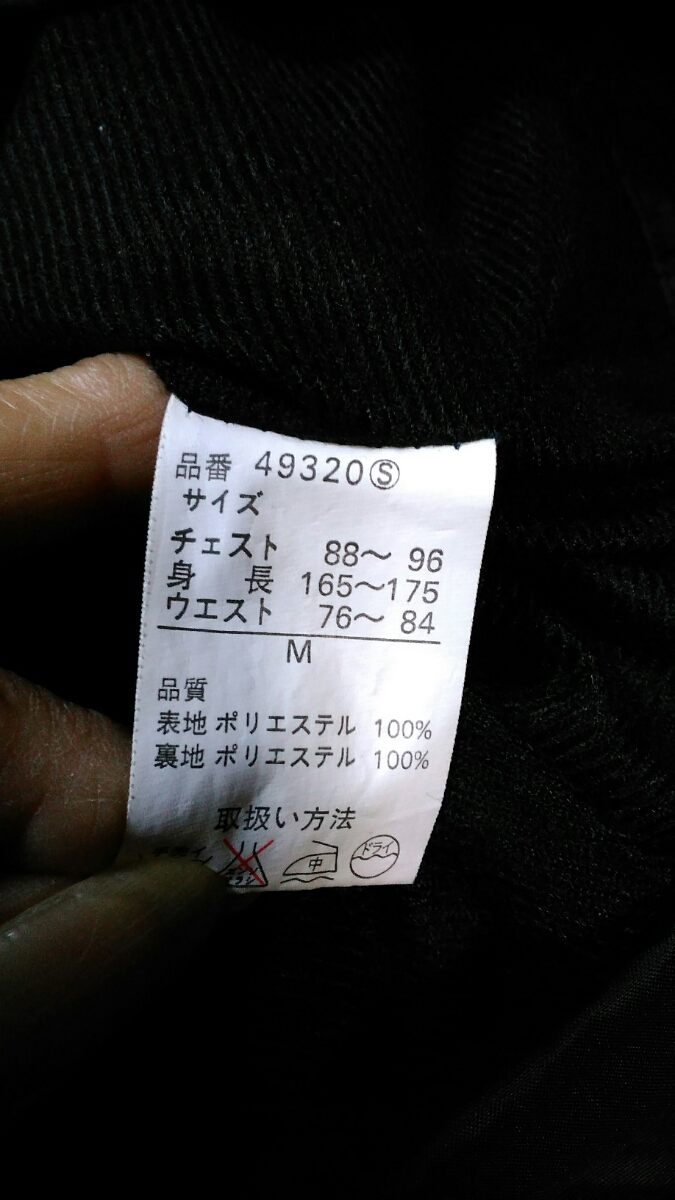 品番 49320Ⓢ
サイズ
チェスト 88〜 96
身 長 165〜175
ウエスト 76〜 84
M
品質
表地 ポリエステル 100%
裏地 ポリエステル 100%
取扱い方法
中 ドライ